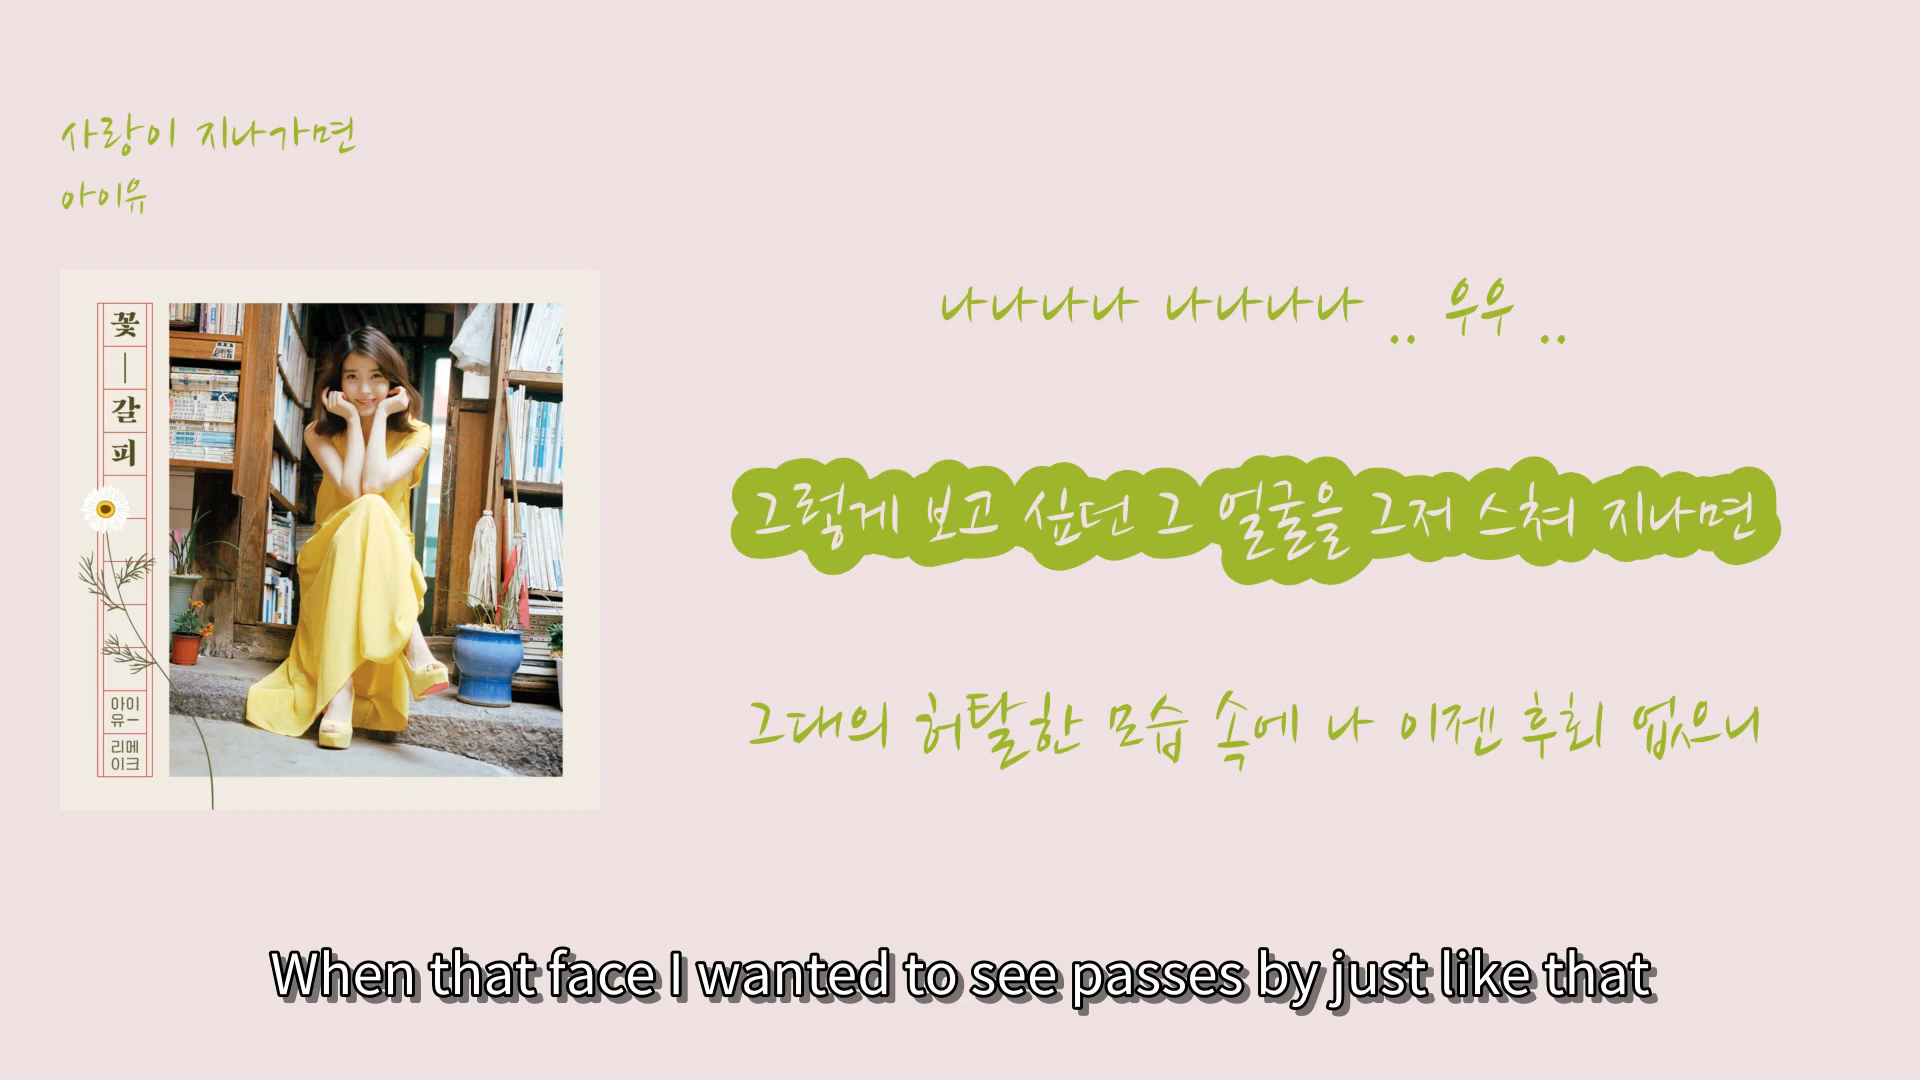 사랑이 지나가면
아이유
꽃
갈
피
아이
유一
리메
이크
나나나나 나나나나 .. 우우 ..
그렇게 보고 싶던 그 얼굴을 그저 스쳐 지나면
그대의 허탈한 모습 속에 나 이젠 후회 없으니
When that face I wanted to see passes by just like that